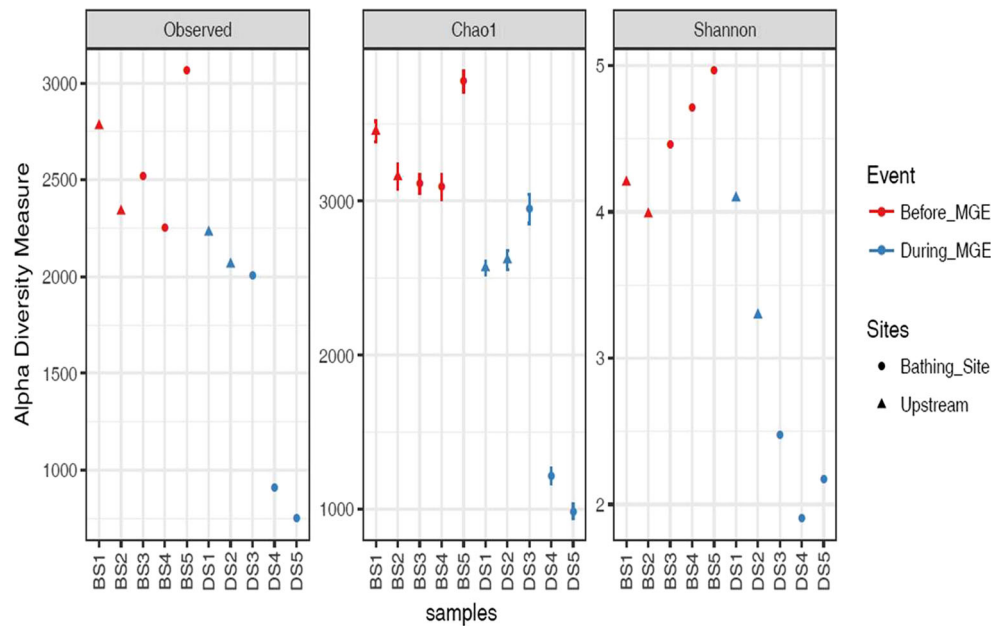 Observed
Chao1
Shannon
Alpha Diversity Measure
3000
2500
2000
1500
1000
3000
2000
1000
5
4
3
2
BS1
BS2
BS3
BS4
BS5
DS1
DS2
DS3
DS4
DS5
BS1
BS2
BS3
BS4
BS5
DS1
DS2
DS3
DS4
DS5
BS1
BS2
BS3
BS4
BS5
DS1
DS2
DS3
DS4
DS5
samples
Event
Before_MGE
During_MGE
Sites
Bathing_Site
Upstream